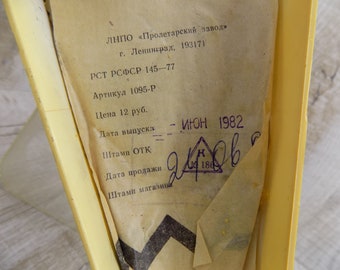 ЛНПО «Пролетарский завод»
г. Ленинград, 193171
РСТ РСФСР 145—77
Артикул 1095-Р
Цена 12 руб.
Дата выпуска ИЮН 1982
Штамп ОТК
Дата продажи
Штамп магазина